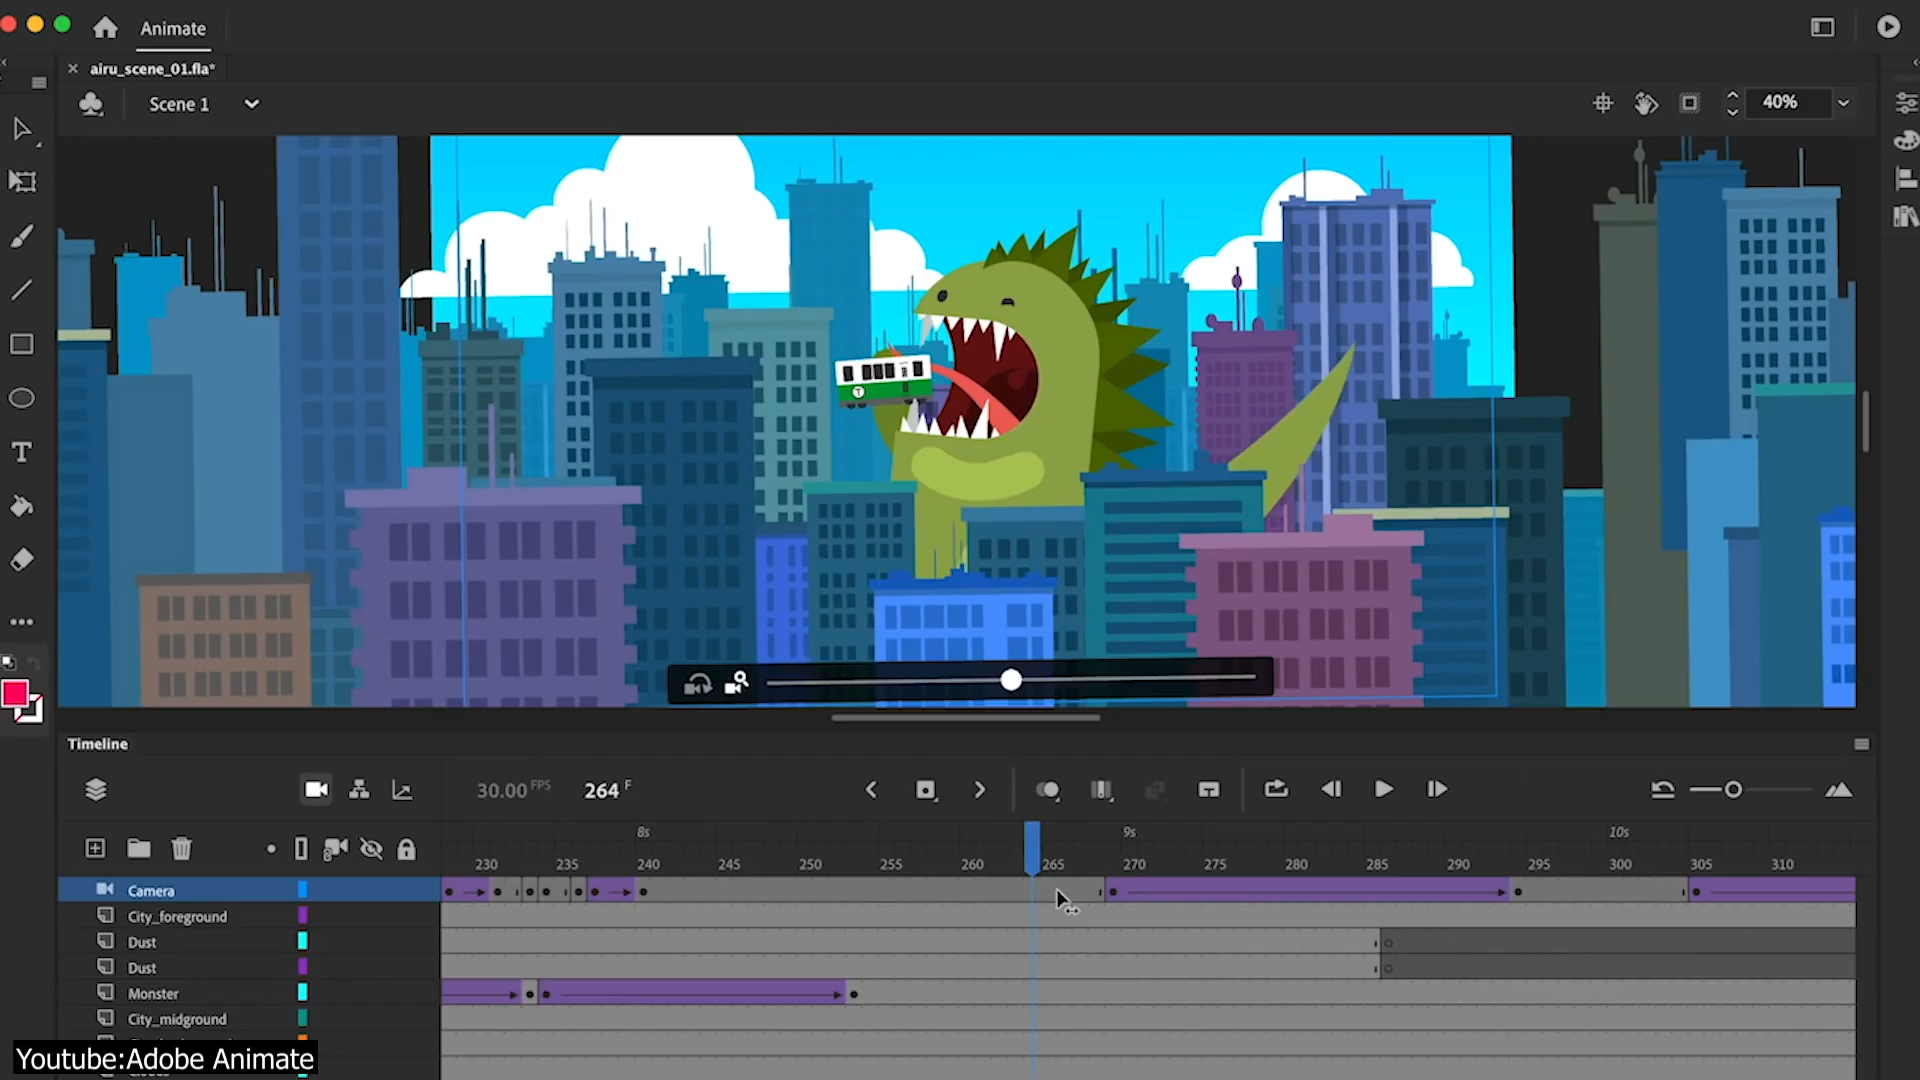 Animate
airu_scene_01.fla*
Scene 1
40%
T
Timeline
30.00 FPS 264 F
8s 9s 10s
230 235 240 245 250 255 260 265 270 275 280 285 290 295 300 305 310
Camera
City_foreground
Dust
Dust
Monster
City_midground
Youtube:Adobe Animate